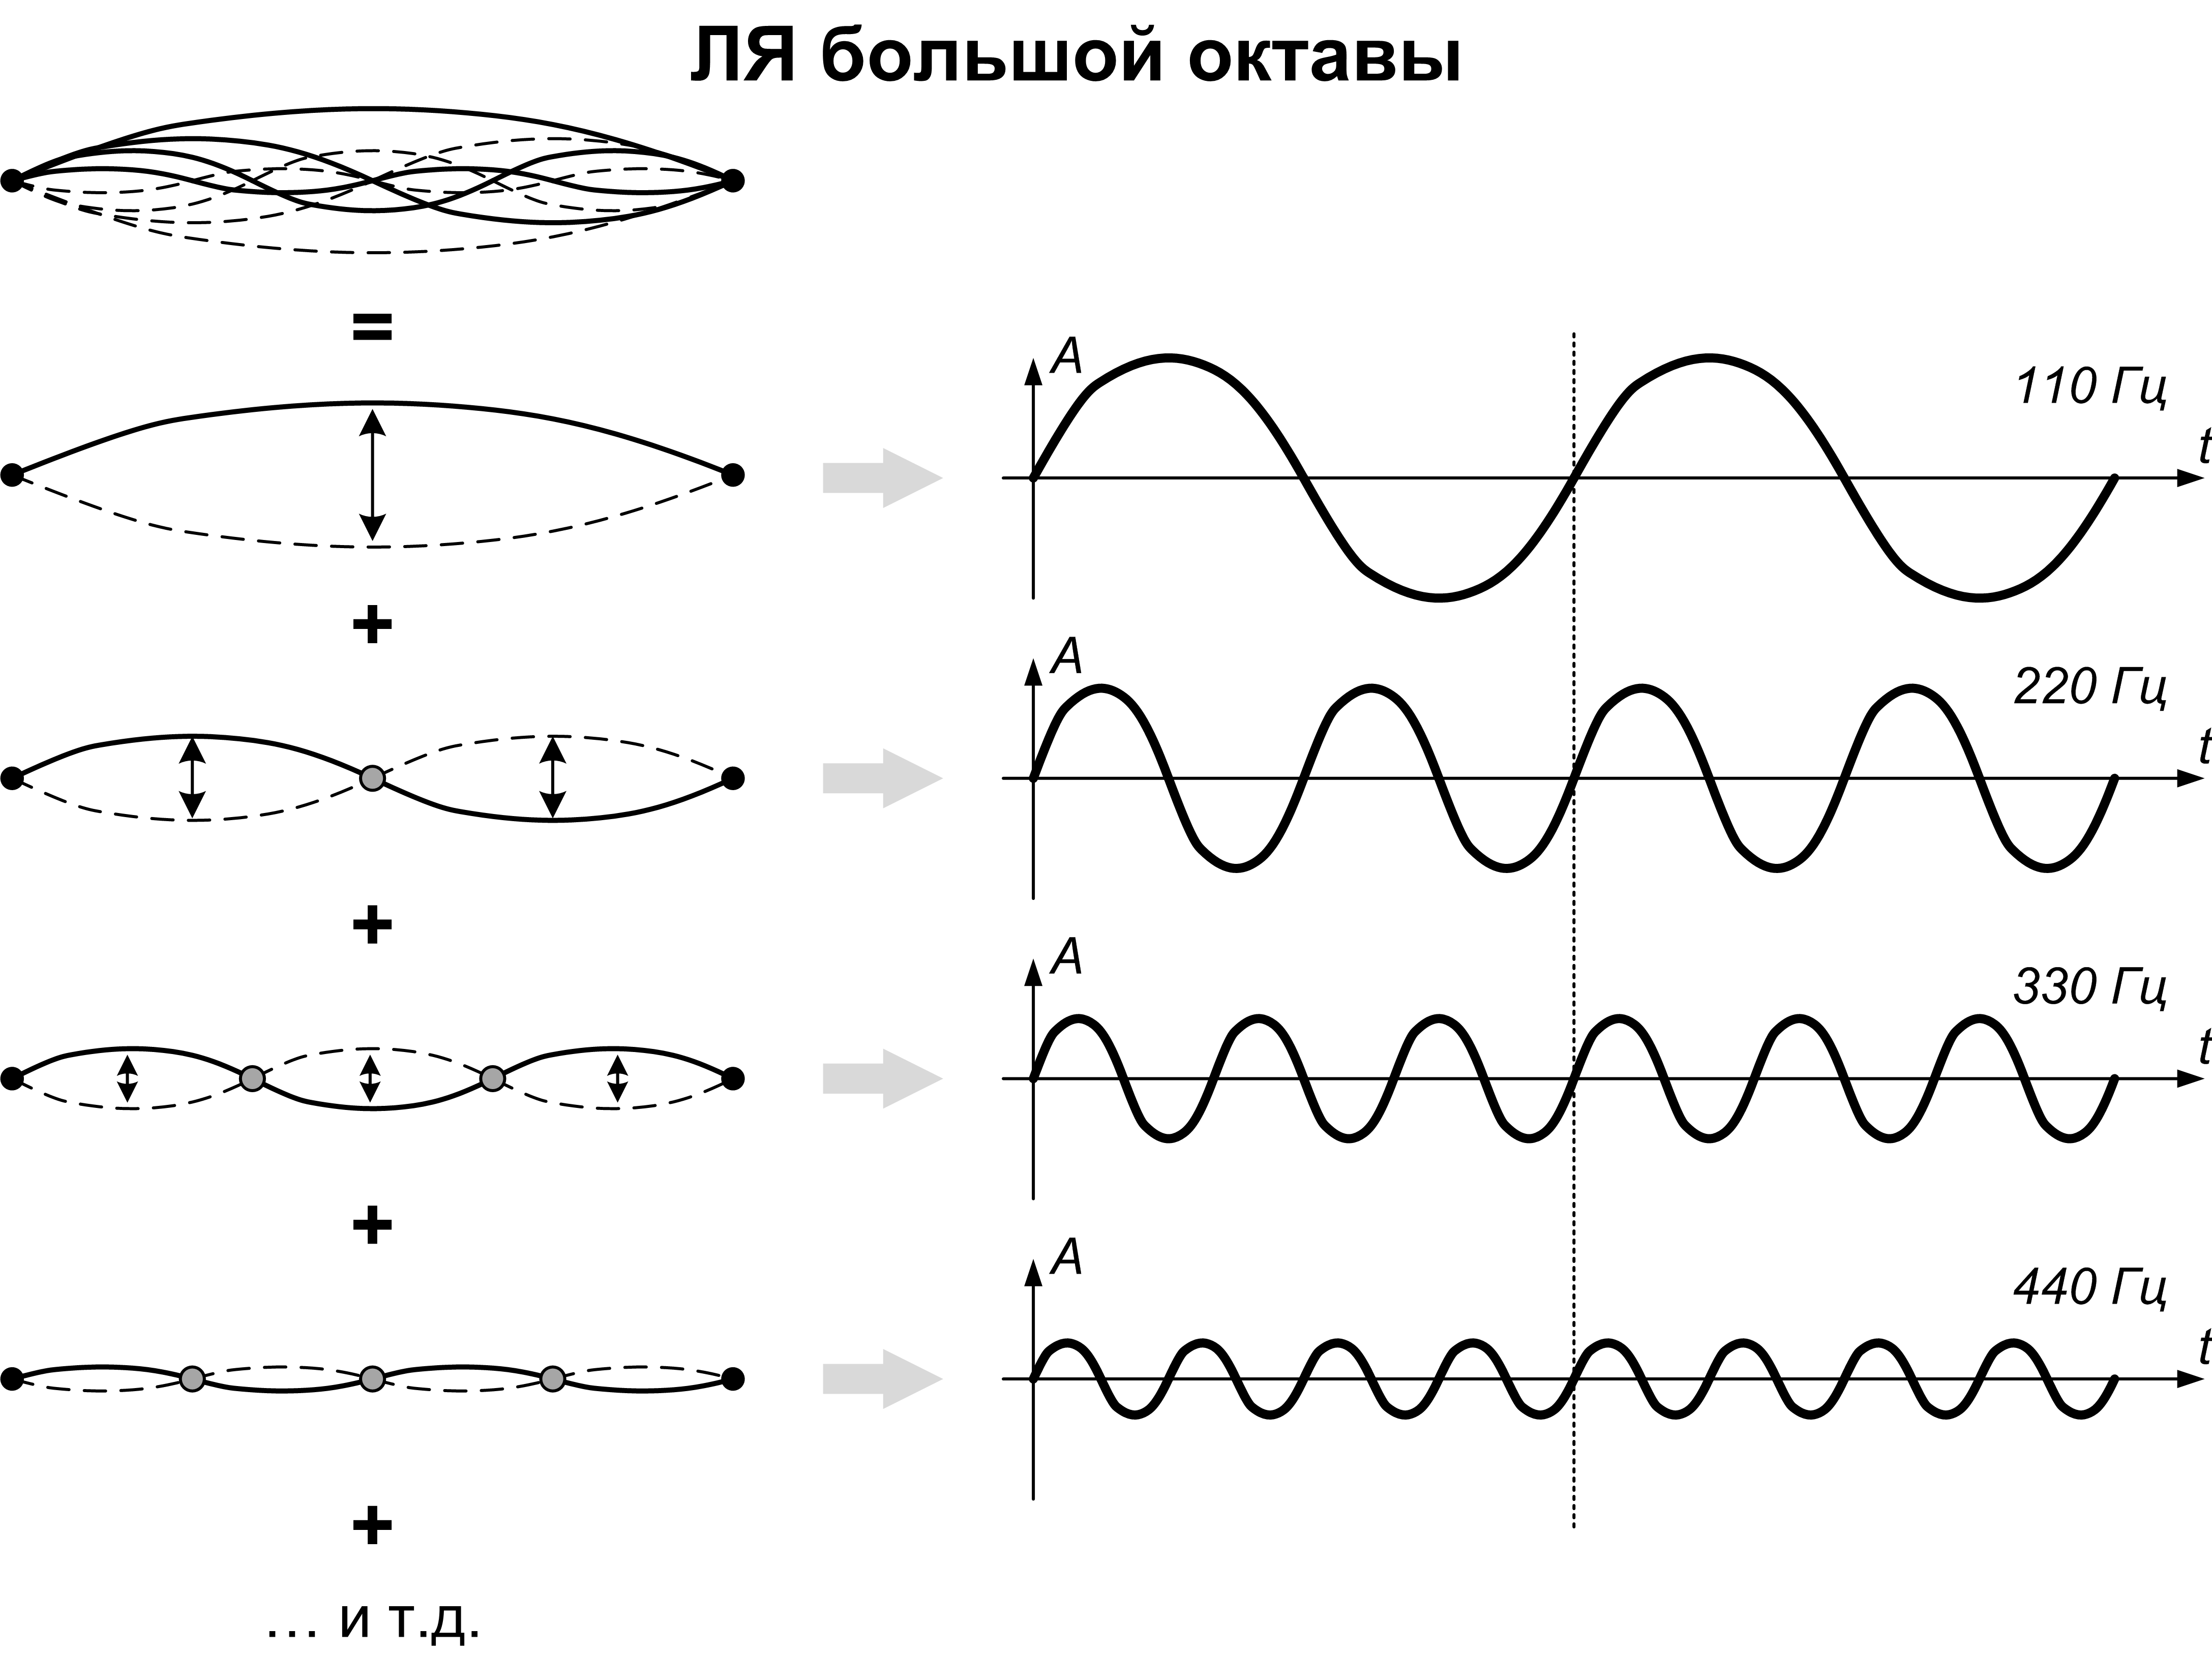 ЛЯ большой октавы
=
A
110 Гц
t
+
A
220 Гц
t
+
A
330 Гц
t
+
A
440 Гц
t
+
... и т.д.